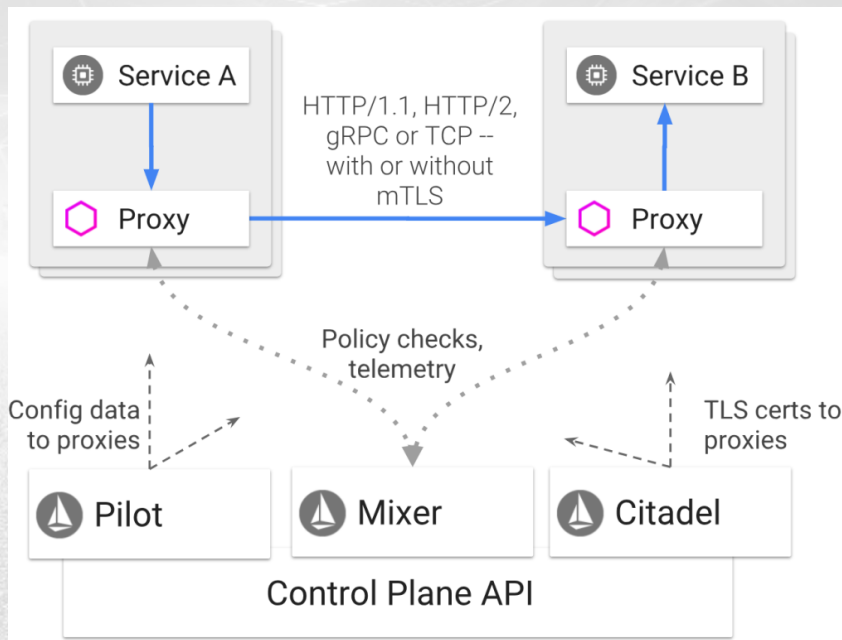 Service A
Service B
HTTP/1.1, HTTP/2,
gRPC or TCP --
with or without
mTLS
Proxy
Proxy
Policy checks,
telemetry
Config data
to proxies
TLS certs to
proxies
Pilot
Mixer
Citadel
Control Plane API